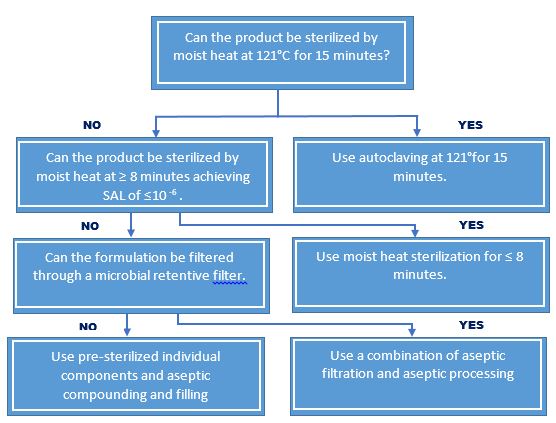 Can the product be sterilized by
moist heat at 121°C for 15 minutes?
NO
YES
Can the product be sterilized by
moist heat at ≥ 8 minutes achieving
SAL of ≤10 -6 .
Use autoclaving at 121°for 15
minutes.
NO
YES
Can the formulation be filtered
through a microbial retentive filter.
Use moist heat sterilization for ≤ 8
minutes.
NO
YES
Use pre-sterilized individual
components and aseptic
compounding and filling
Use a combination of aseptic
filtration and aseptic processing